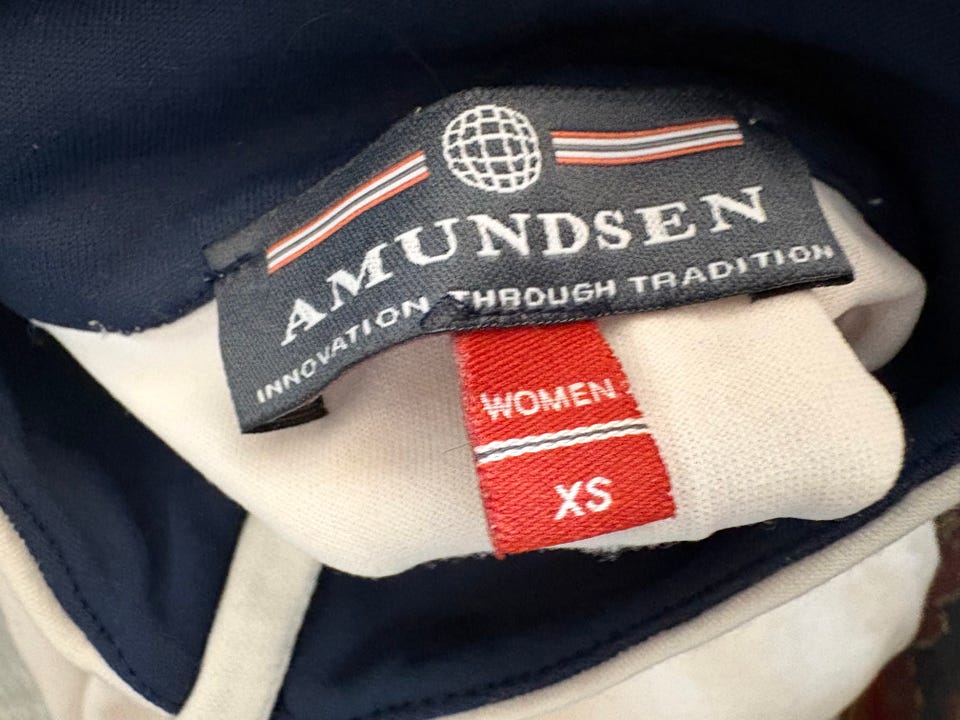 AMUNDSEN
INNOVATION THROUGH TRADITION
WOMEN
XS